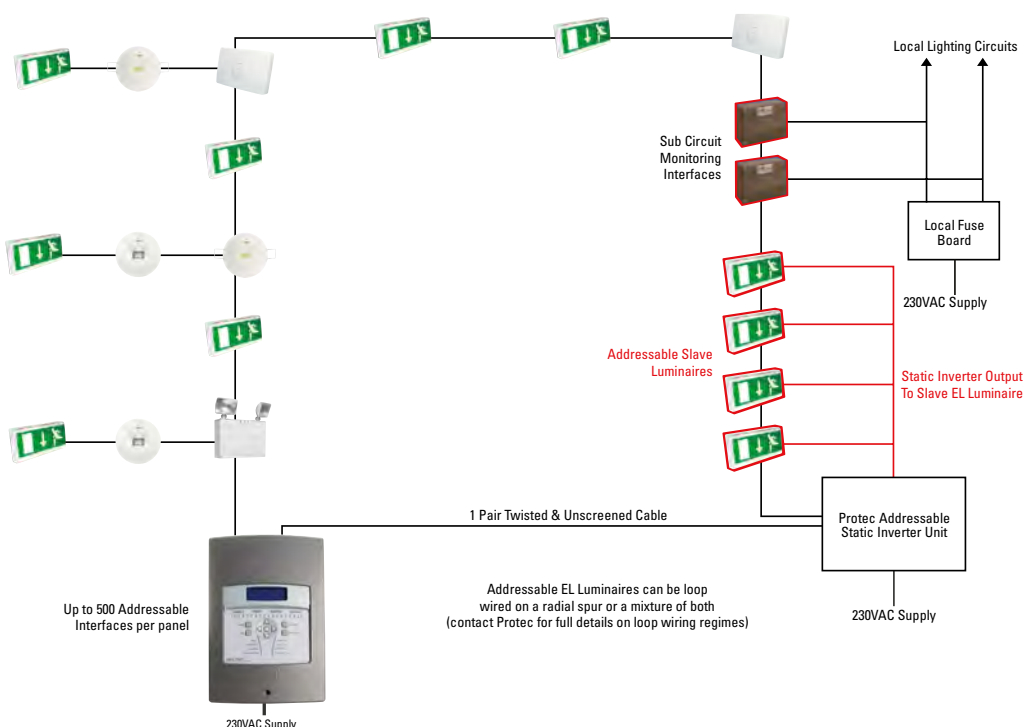 Local Lighting Circuits
Sub Circuit
Monitoring
Interfaces
Local Fuse
Board
230VAC Supply
Addressable Slave
Luminaires
Static Inverter Output
To Slave EL Luminaire
1 Pair Twisted & Unscreened Cable
Protec Addressable
Static Inverter Unit
Up to 500 Addressable
Interfaces per panel
Addressable EL Luminaires can be loop
wired on a radial spur or a mixture of both
(contact Protec for full details on loop wiring regimes)
230VAC Supply
230VAC Supply